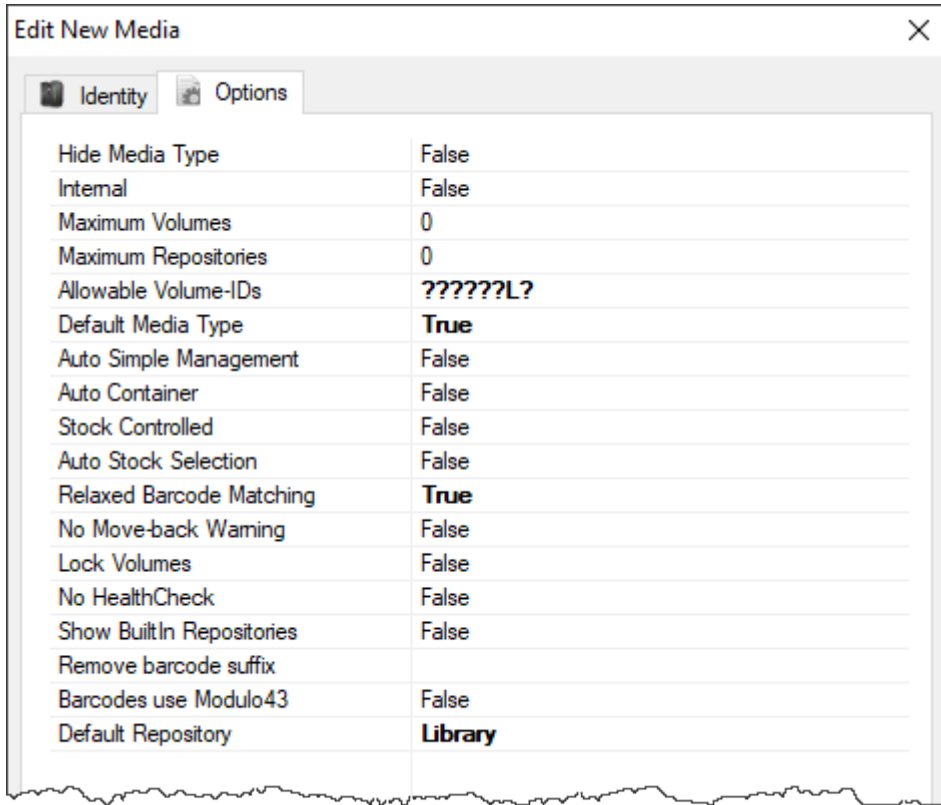 Edit New Media
Identity Options
Hide Media Type False
Internal False
Maximum Volumes 0
Maximum Repositories 0
Allowable Volume-IDs ??????L?
Default Media Type True
Auto Simple Management False
Auto Container False
Stock Controlled False
Auto Stock Selection False
Relaxed Barcode Matching True
No Move-back Warning False
Lock Volumes False
No HealthCheck False
Show BuiltIn Repositories False
Remove barcode suffix
Barcodes use Modulo43 False
Default Repository Library